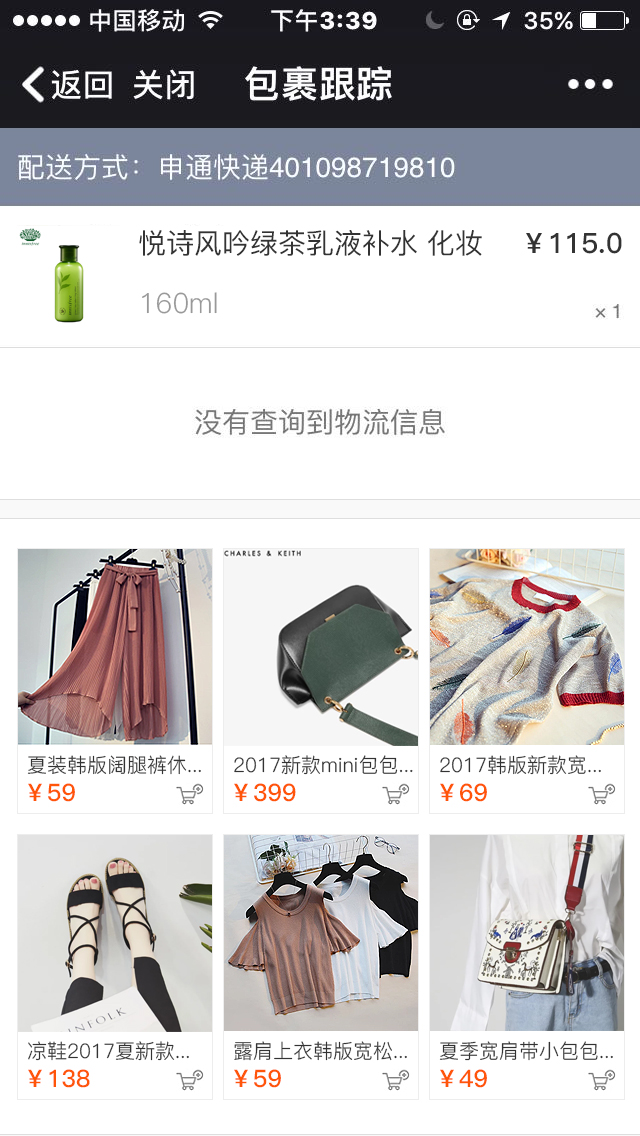 中国移动 下午3:39 35%
返回 关闭 包裹跟踪
配送方式：申通快递401098719810
悦诗风吟绿茶乳液补水 化妆 ¥115.0
innisfree
160ml ×1
没有查询到物流信息
CHARLES & KEITH
夏装韩版阔腿裤休... 2017新款mini包包... 2017韩版新款宽...
¥59 ¥399 ¥69
INFOLK
凉鞋2017夏新款... 露肩上衣韩版宽松... 夏季宽肩带小包包...
¥138 ¥59 ¥49